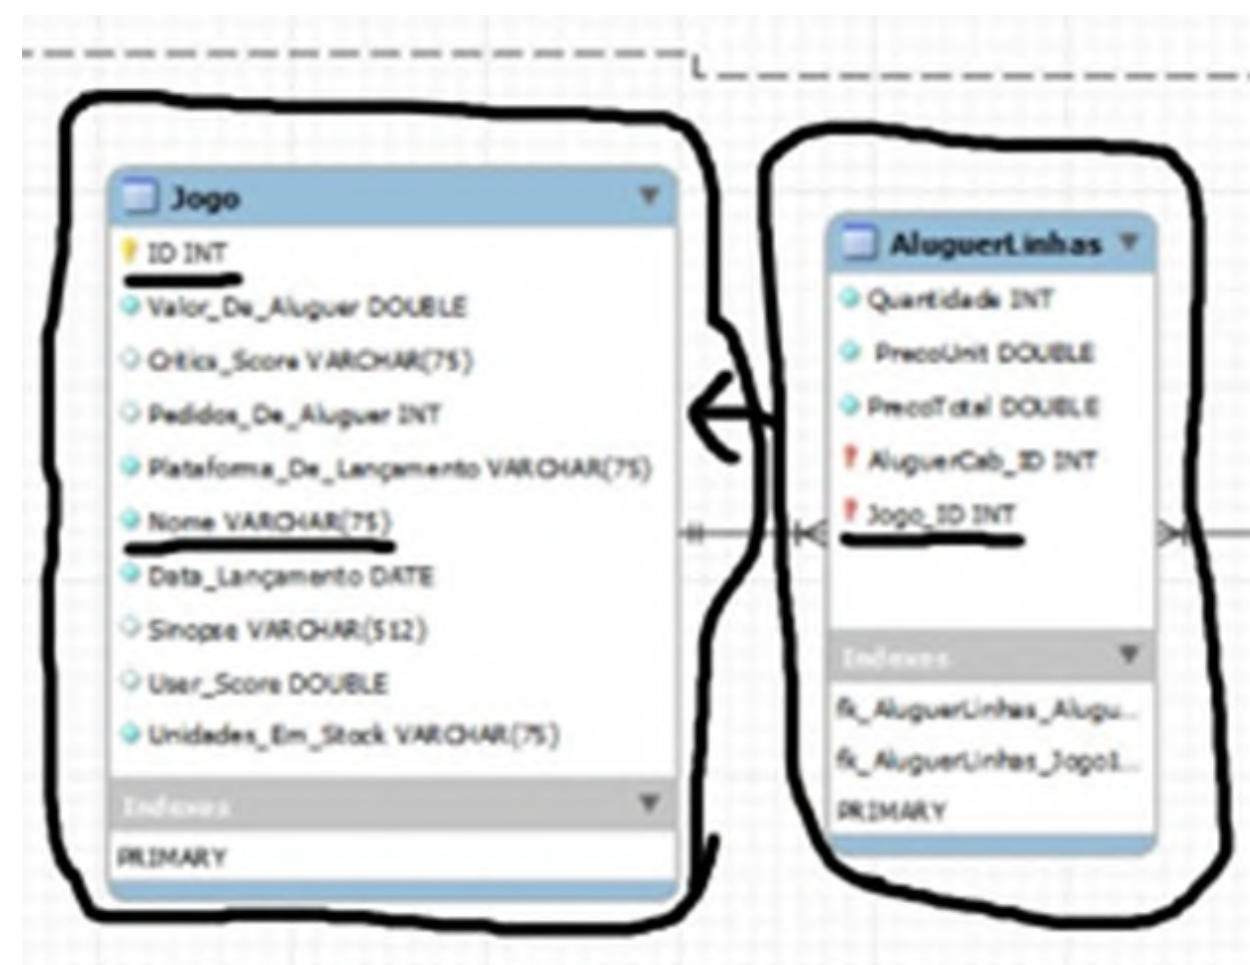 Jogo
ID INT
Valor_De_Aluguer DOUBLE
Critics_Score VARCHAR(75)
Pedidos_De_Aluguer INT
Plataforma_De_Lançamento VARCHAR(75)
Nome VARCHAR(75)
Data_Lançamento DATE
Sinopse VARCHAR(512)
User_Score DOUBLE
Unidades_Em_Stock VARCHAR(75)
Indexes
PRIMARY
AluguerLinhas
Quantidade INT
PrecoUnit DOUBLE
PrecoTotal DOUBLE
AluguerCab_ID INT
Jogo_ID INT
Indexes
fk_AluguerLinhas_Alugu...
fk_AluguerLinhas_Jogo1...
PRIMARY